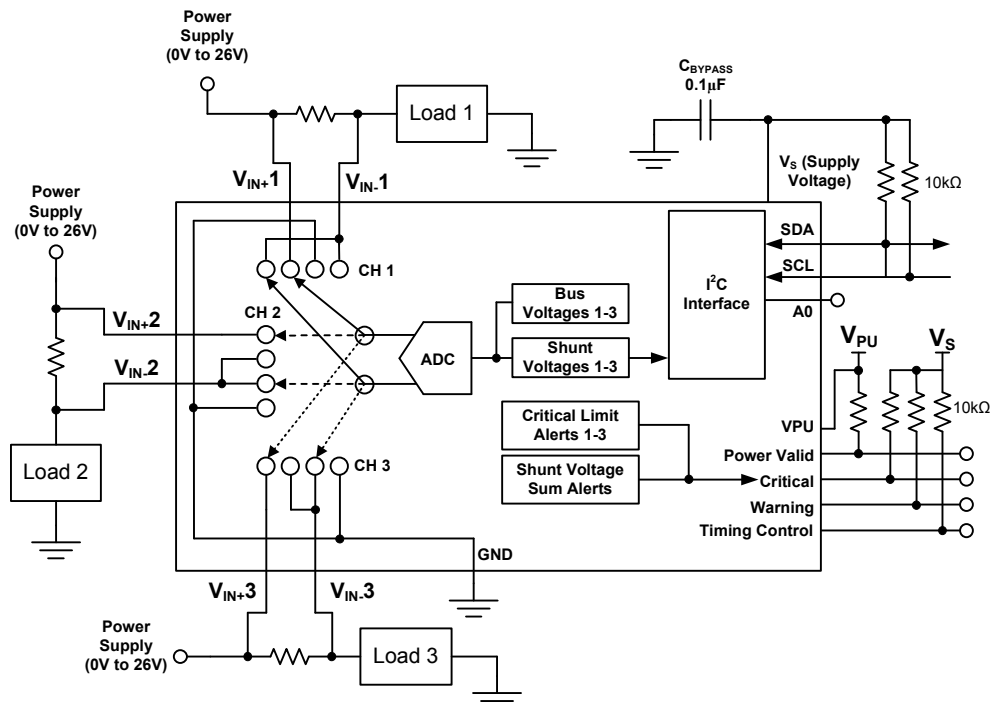 Power
Supply
(0V to 26V)
Load 1
CBYPASS
0.1µF
VS (Supply
Voltage)
10kΩ
VIN+1
VIN-1
Power
Supply
(0V to 26V)
SDA
SCL
I2C
Interface
A0
CH 1
VIN+2
CH 2
Bus
Voltages 1-3
ADC
Shunt
Voltages 1-3
VPU
VS
VIN-2
10kΩ
Critical Limit
Alerts 1-3
VPU
Load 2
Power Valid
CH 3
Shunt Voltage
Sum Alerts
Critical
Warning
Timing Control
GND
VIN+3
VIN-3
Power
Supply
(0V to 26V)
Load 3